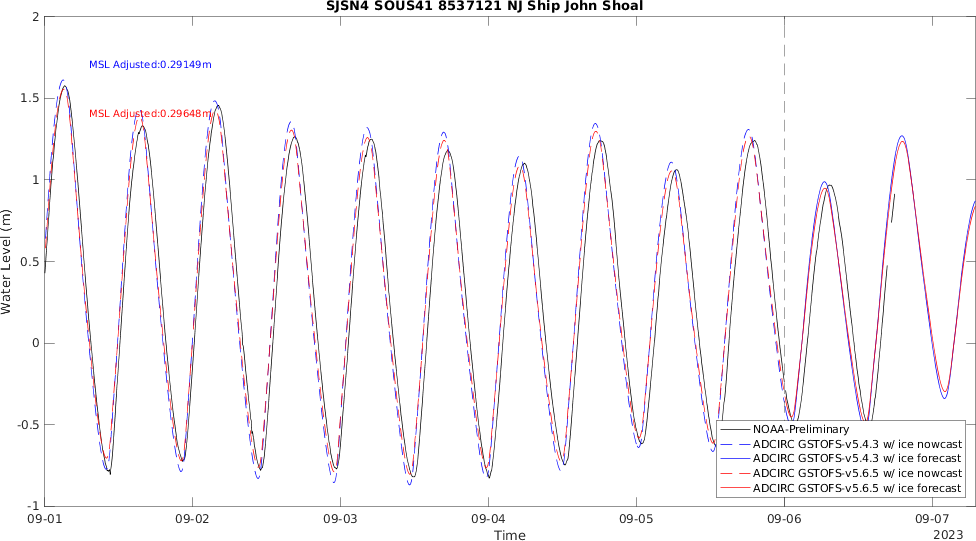 SJSN4 SOUS41 8537121 NJ Ship John Shoal
2
1.5
1
0.5
0
-0.5
-1
Water Level (m)
MSL Adjusted:0.29149m
MSL Adjusted:0.29648m
NOAA-Preliminary
ADCIRC GSTOFS-v5.4.3 w/ ice nowcast
ADCIRC GSTOFS-v5.4.3 w/ ice forecast
ADCIRC GSTOFS-v5.6.5 w/ ice nowcast
ADCIRC GSTOFS-v5.6.5 w/ ice forecast
09-01 09-02 09-03 09-04 09-05 09-06 09-07
Time
2023